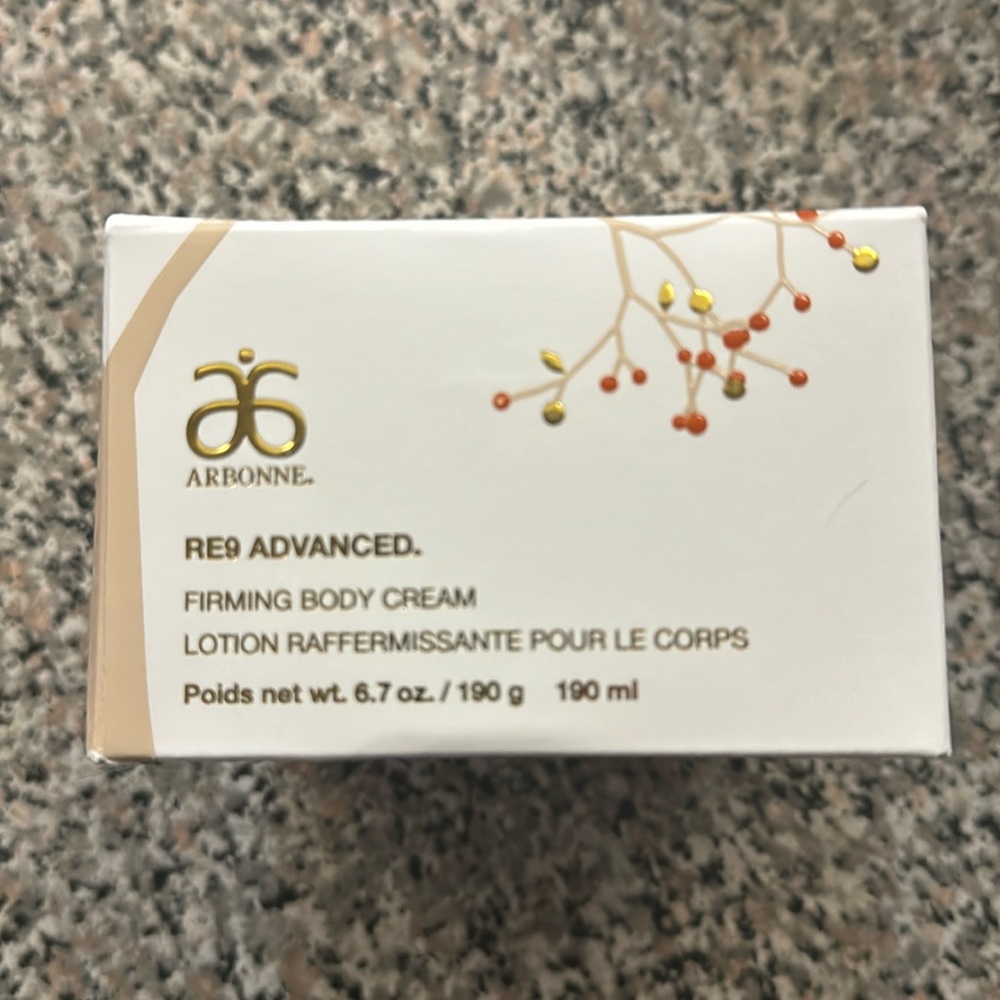 ARBONNE.
RE9 ADVANCED.
FIRMING BODY CREAM
LOTION RAFFERMISSANTE POUR LE CORPS
Poids net wt. 6.7 oz. / 190 g 190 ml